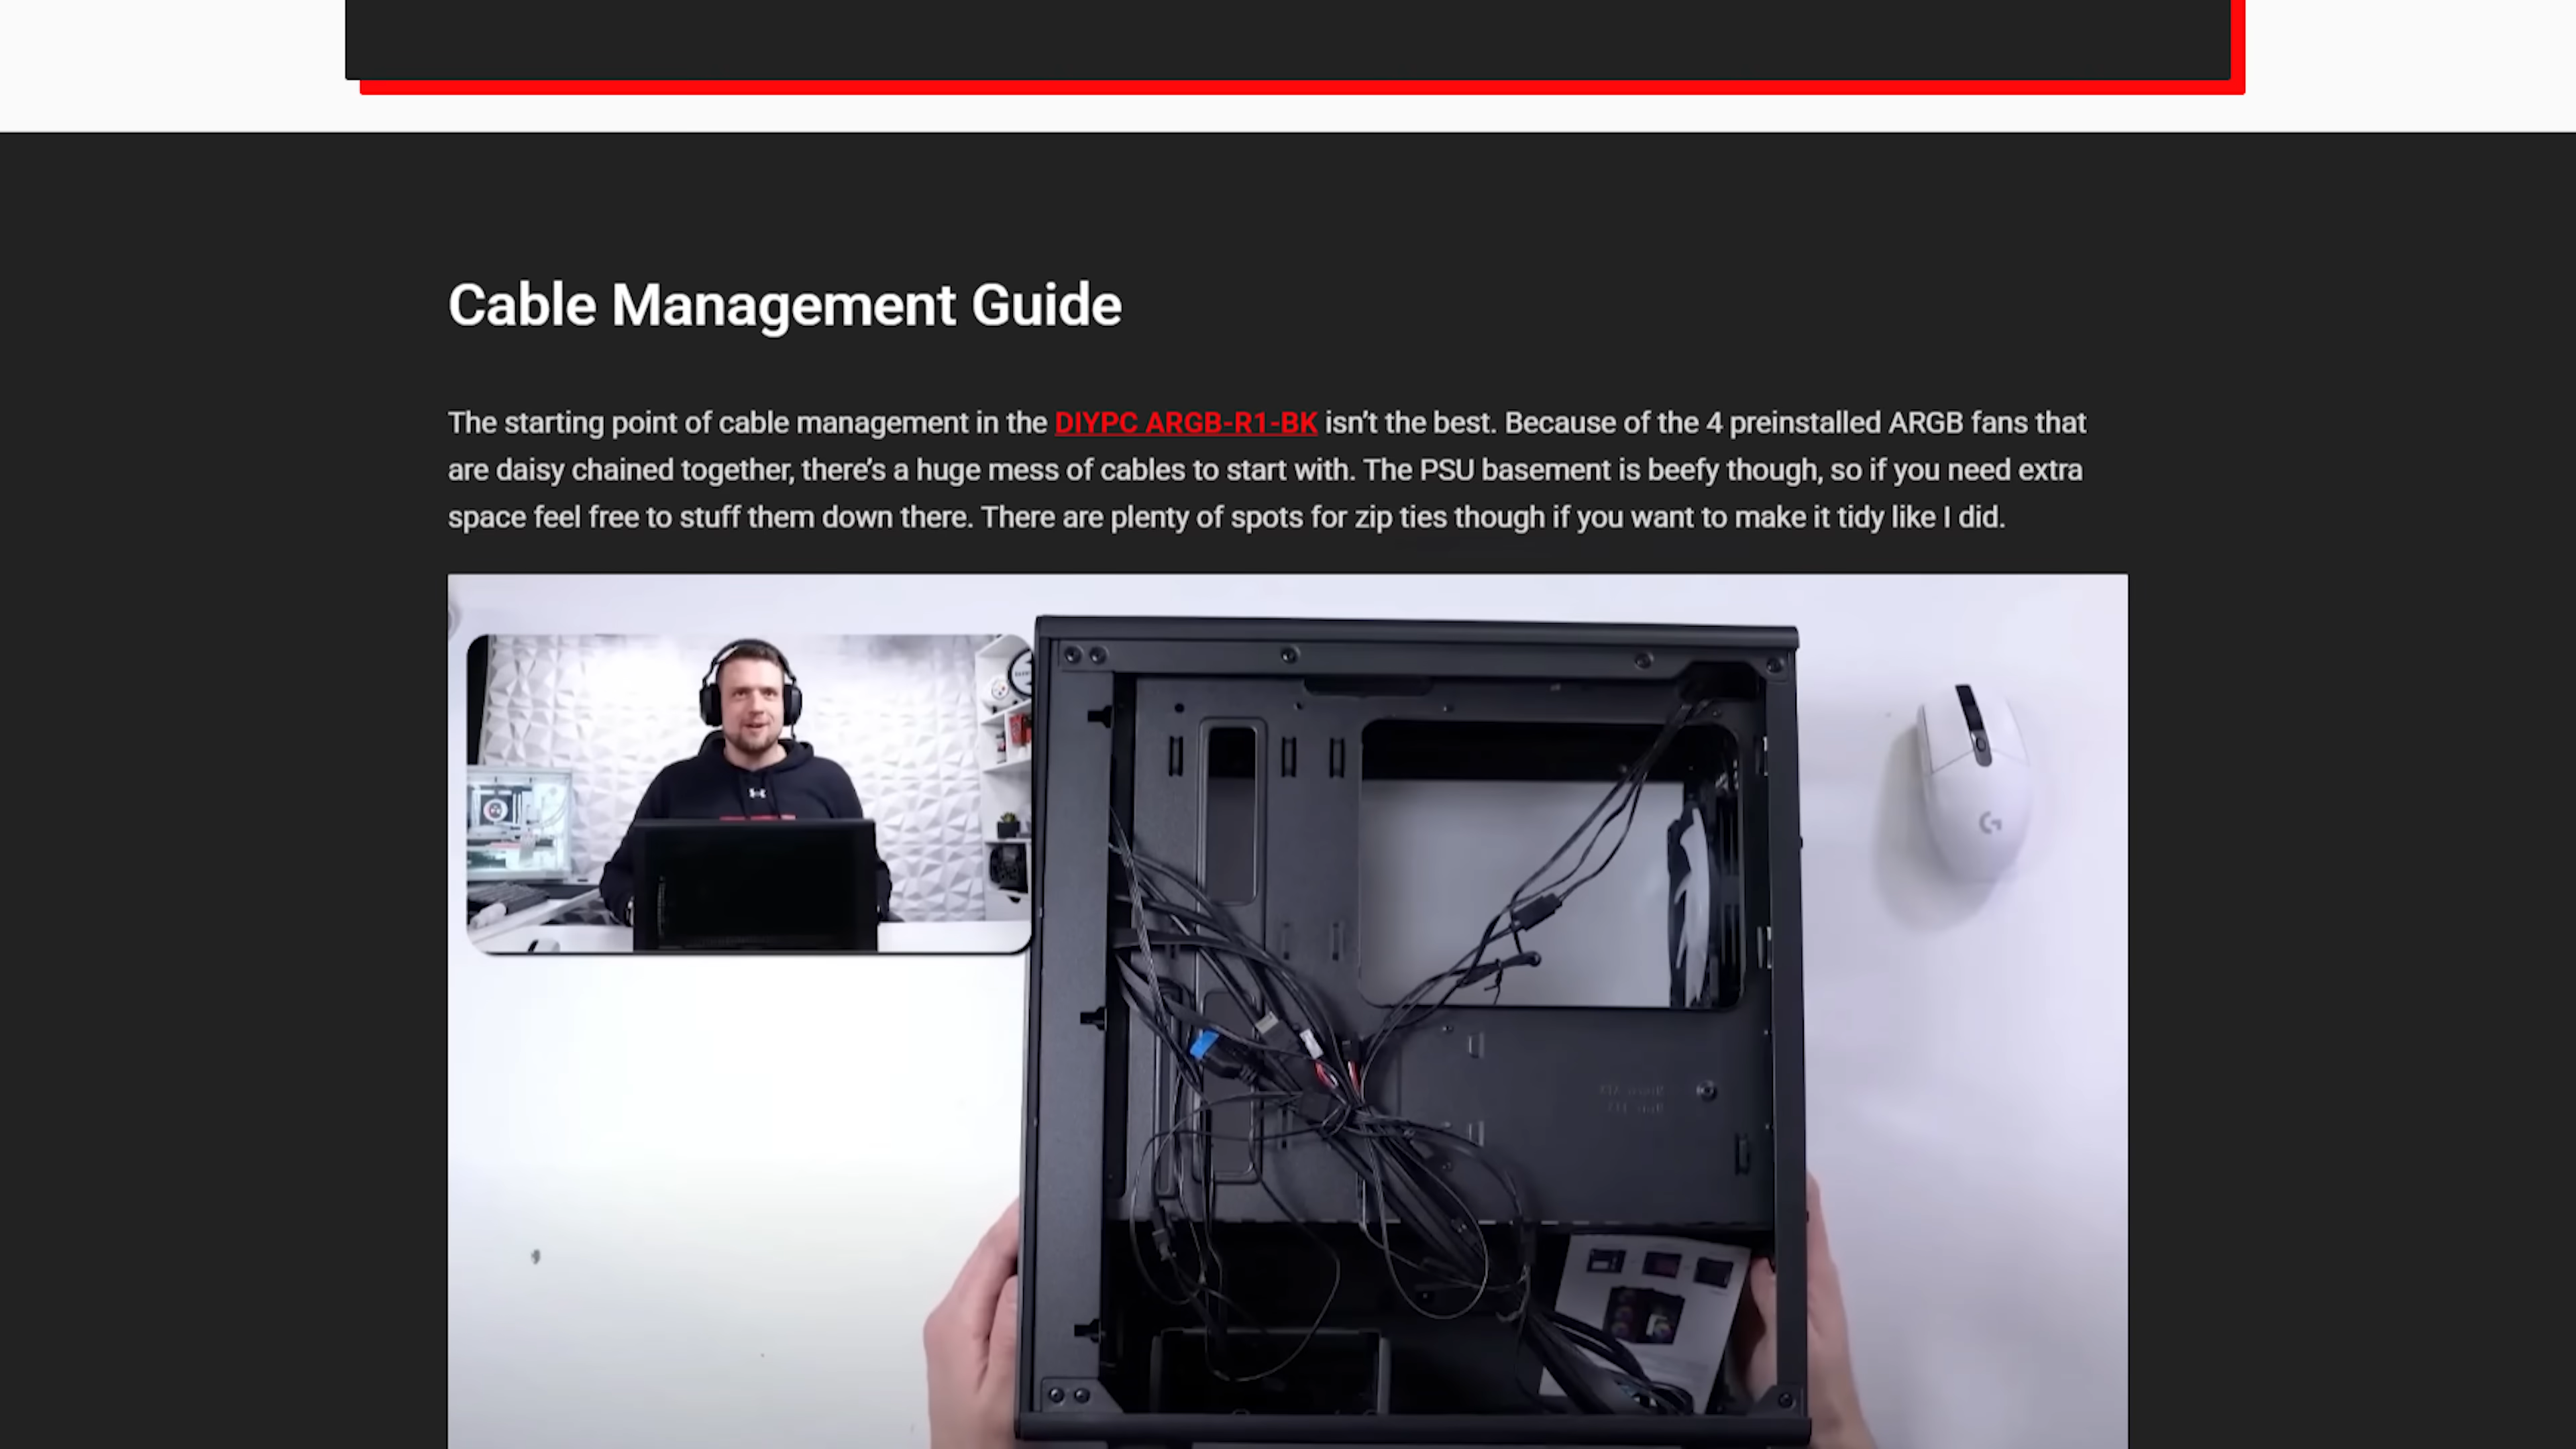 Cable Management Guide
The starting point of cable management in the DIYPC ARGB-R1-BK isn’t the best. Because of the 4 preinstalled ARGB fans that
are daisy chained together, there’s a huge mess of cables to start with. The PSU basement is beefy though, so if you need extra
space feel free to stuff them down there. There are plenty of spots for zip ties though if you want to make it tidy like I did.